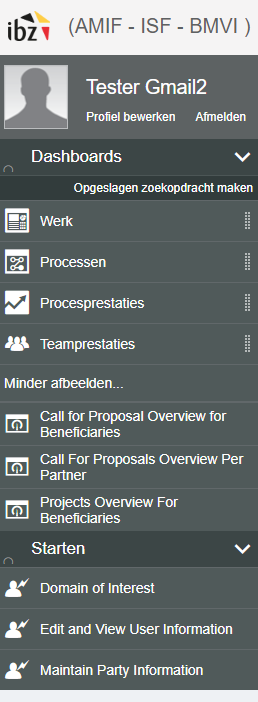 ibz (AMIF - ISF - BMVI )
Tester Gmail2
Profiel bewerken Afmelden
Dashboards
Opgeslagen zoekopdracht maken
Werk
Processen
Procesprestaties
Teamprestaties
Minder afbeelden...
Call for Proposal Overview for
Beneficiaries
Call For Proposals Overview Per
Partner
Projects Overview For
Beneficiaries
Starten
Domain of Interest
Edit and View User Information
Maintain Party Information